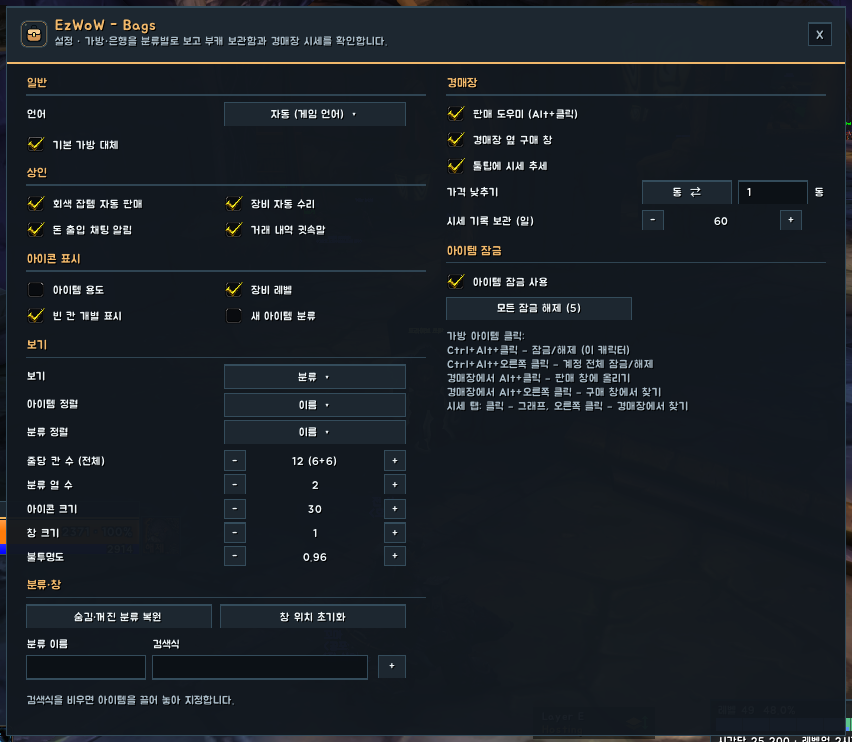 EzWoW - Bags
설정 · 가방·은행을 분류별로 보고 부캐 보관함과 경매장 시세를 확인합니다.
X
일반
언어
자동 (게임 언어)
기본 가방 대체
상인
회색 잡템 자동 판매
장비 자동 수리
돈 출입 채팅 알림
거래 내역 귓속말
아이콘 표시
아이템 용도
장비 레벨
빈 칸 개별 표시
새 아이템 분류
보기
보기
분류
아이템 정렬
이름
분류 정렬
이름
줄당 칸 수 (전체)
- 12 (6+6) +
분류 열 수
- 2 +
아이콘 크기
- 30 +
창 크기
- 1 +
불투명도
- 0.96 +
분류·창
숨김·꺼진 분류 복원
창 위치 초기화
분류 이름
검색식
+
검색식을 비우면 아이템을 끌어 놓아 지정합니다.
경매장
판매 도우미 (Alt+클릭)
경매장 옆 구매 창
툴팁에 시세 추세
가격 낮추기
동 ⇄
1
동
시세 기록 보관 (일)
- 60 +
아이템 잠금
아이템 잠금 사용
모든 잠금 해제 (5)
가방 아이템 클릭:
Ctrl+Alt+클릭 - 잠금/해제 (이 캐릭터)
Ctrl+Alt+오른쪽 클릭 - 계정 전체 잠금/해제
경매장에서 Alt+클릭 - 판매 창에 올리기
경매장에서 Alt+오른쪽 클릭 - 구매 창에서 찾기
시세 탭: 클릭 - 그래프, 오른쪽 클릭 - 경매장에서 찾기
시간당 25,200 · 레벨업